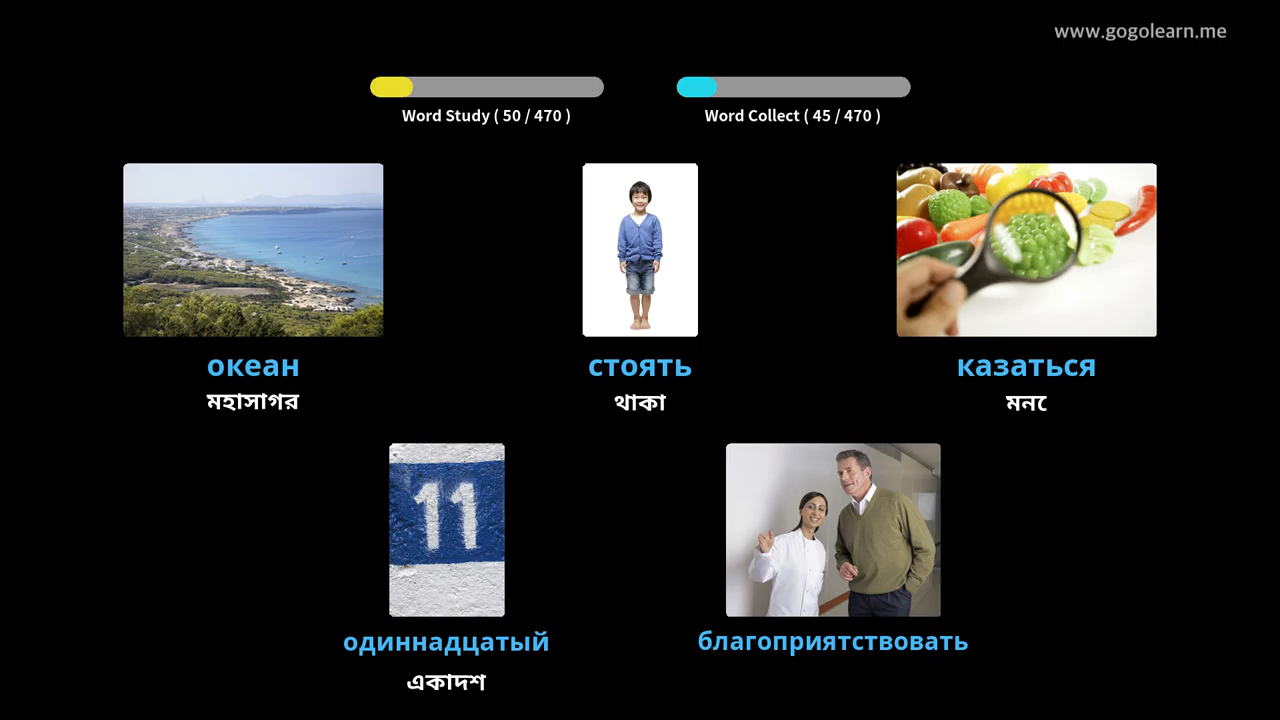 www.gogolearn.me
Word Study ( 50 / 470 )
Word Collect ( 45 / 470 )
океан
মহাসাগর
стоять
থাকা
казаться
মনে
11
одиннадцатый
একাদশ
благоприятствовать